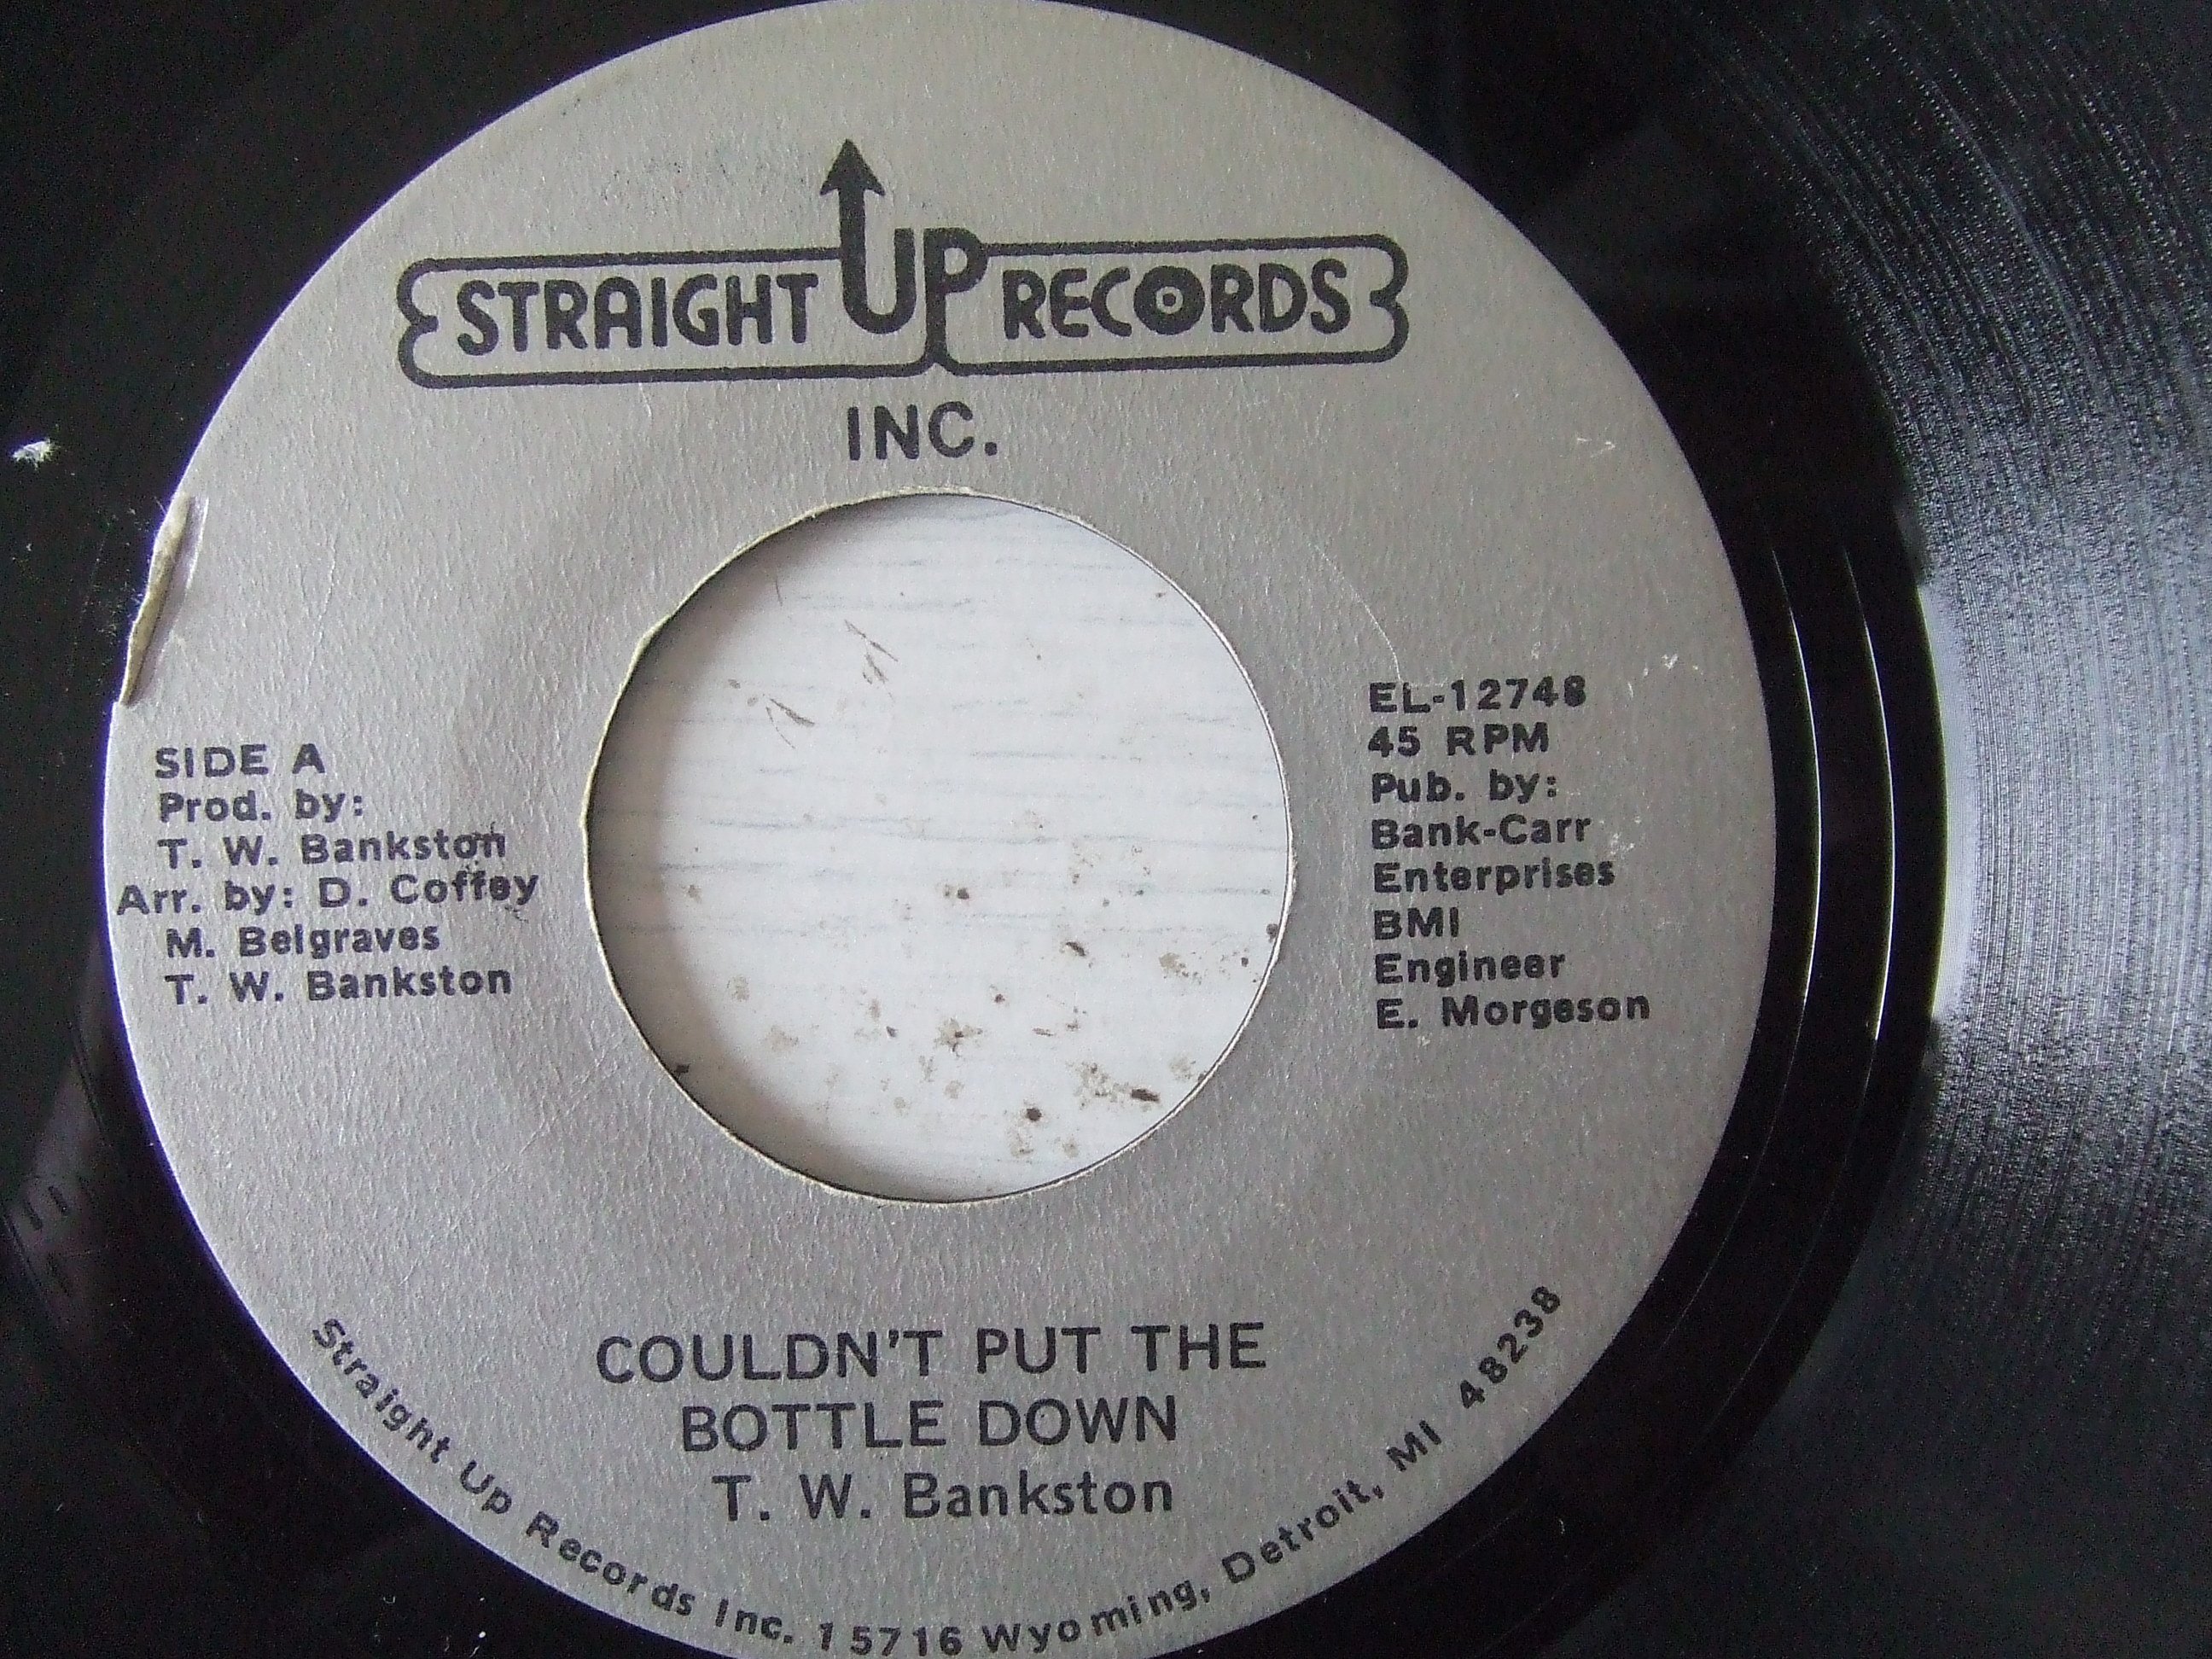 STRAIGHT UP RECORDS
INC.
SIDE A
Prod. by:
T. W. Bankston
Arr. by: D. Coffey
M. Belgraves
T. W. Bankston
EL-12748
45 RPM
Pub. by:
Bank-Carr
Enterprises
BMI
Engineer
E. Morgeson
COULDN'T PUT THE
BOTTLE DOWN
T. W. Bankston
Straight Up Records Inc. 15716 Wyoming, Detroit, MI 48238